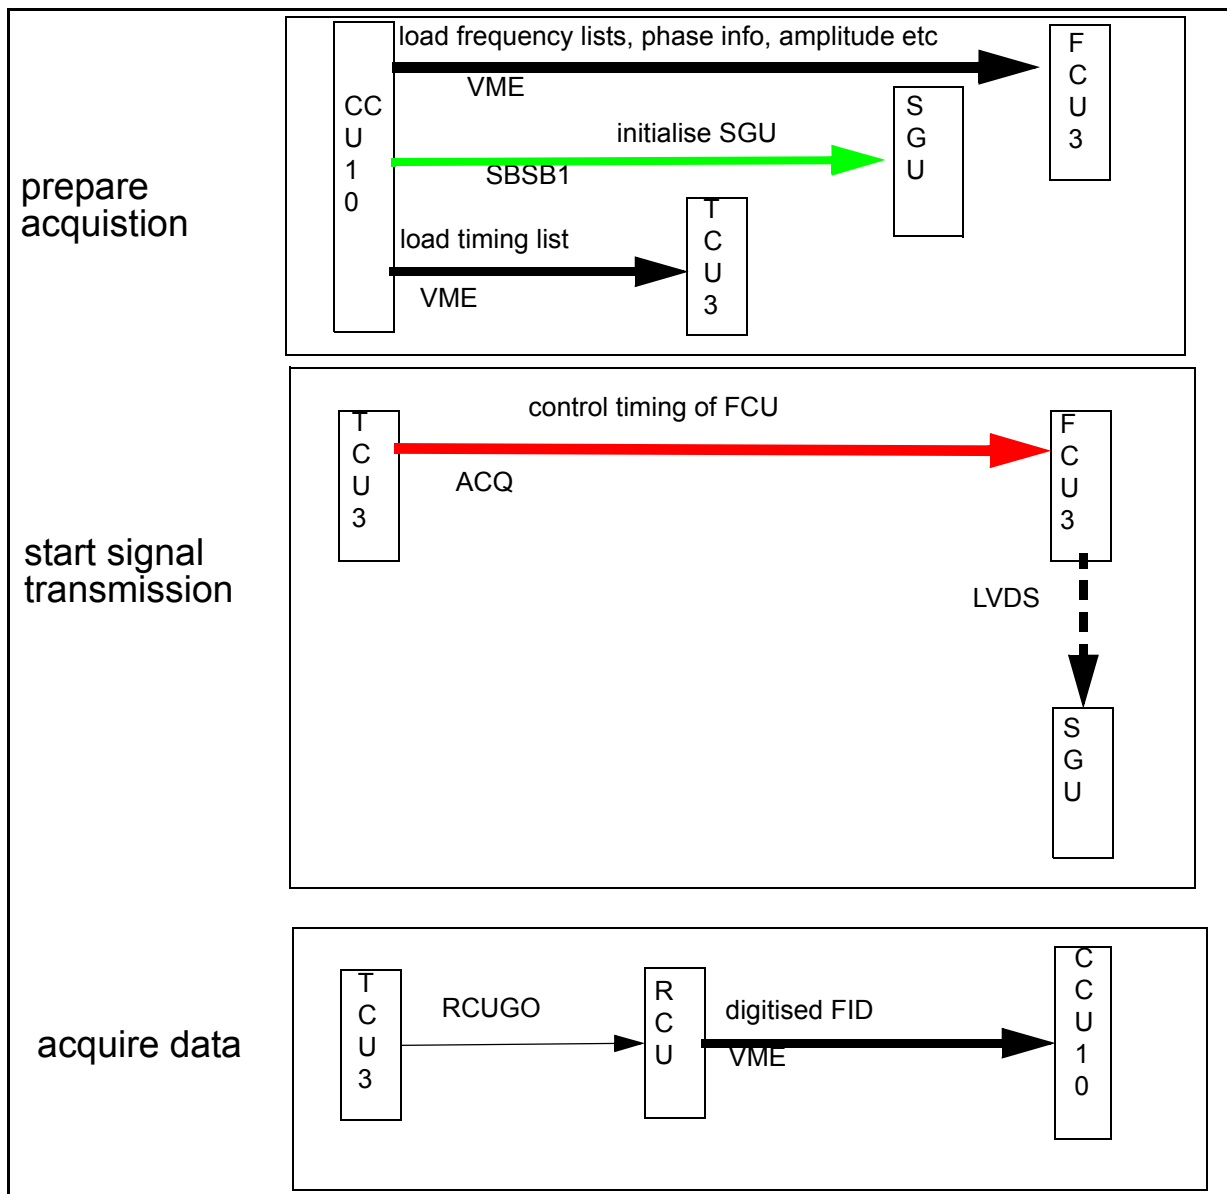 prepare
acquistion
load frequency lists, phase info, amplitude etc
VME
CC
U
1
0
initialise SGU
SBSB1
load timing list
VME
T
C
U
3
S
G
U
F
C
U
3
start signal
transmission
T
C
U
3
control timing of FCU
ACQ
F
C
U
3
LVDS
S
G
U
acquire data
T
C
U
3
RCUGO
R
C
U
digitised FID
VME
C
C
U
1
0